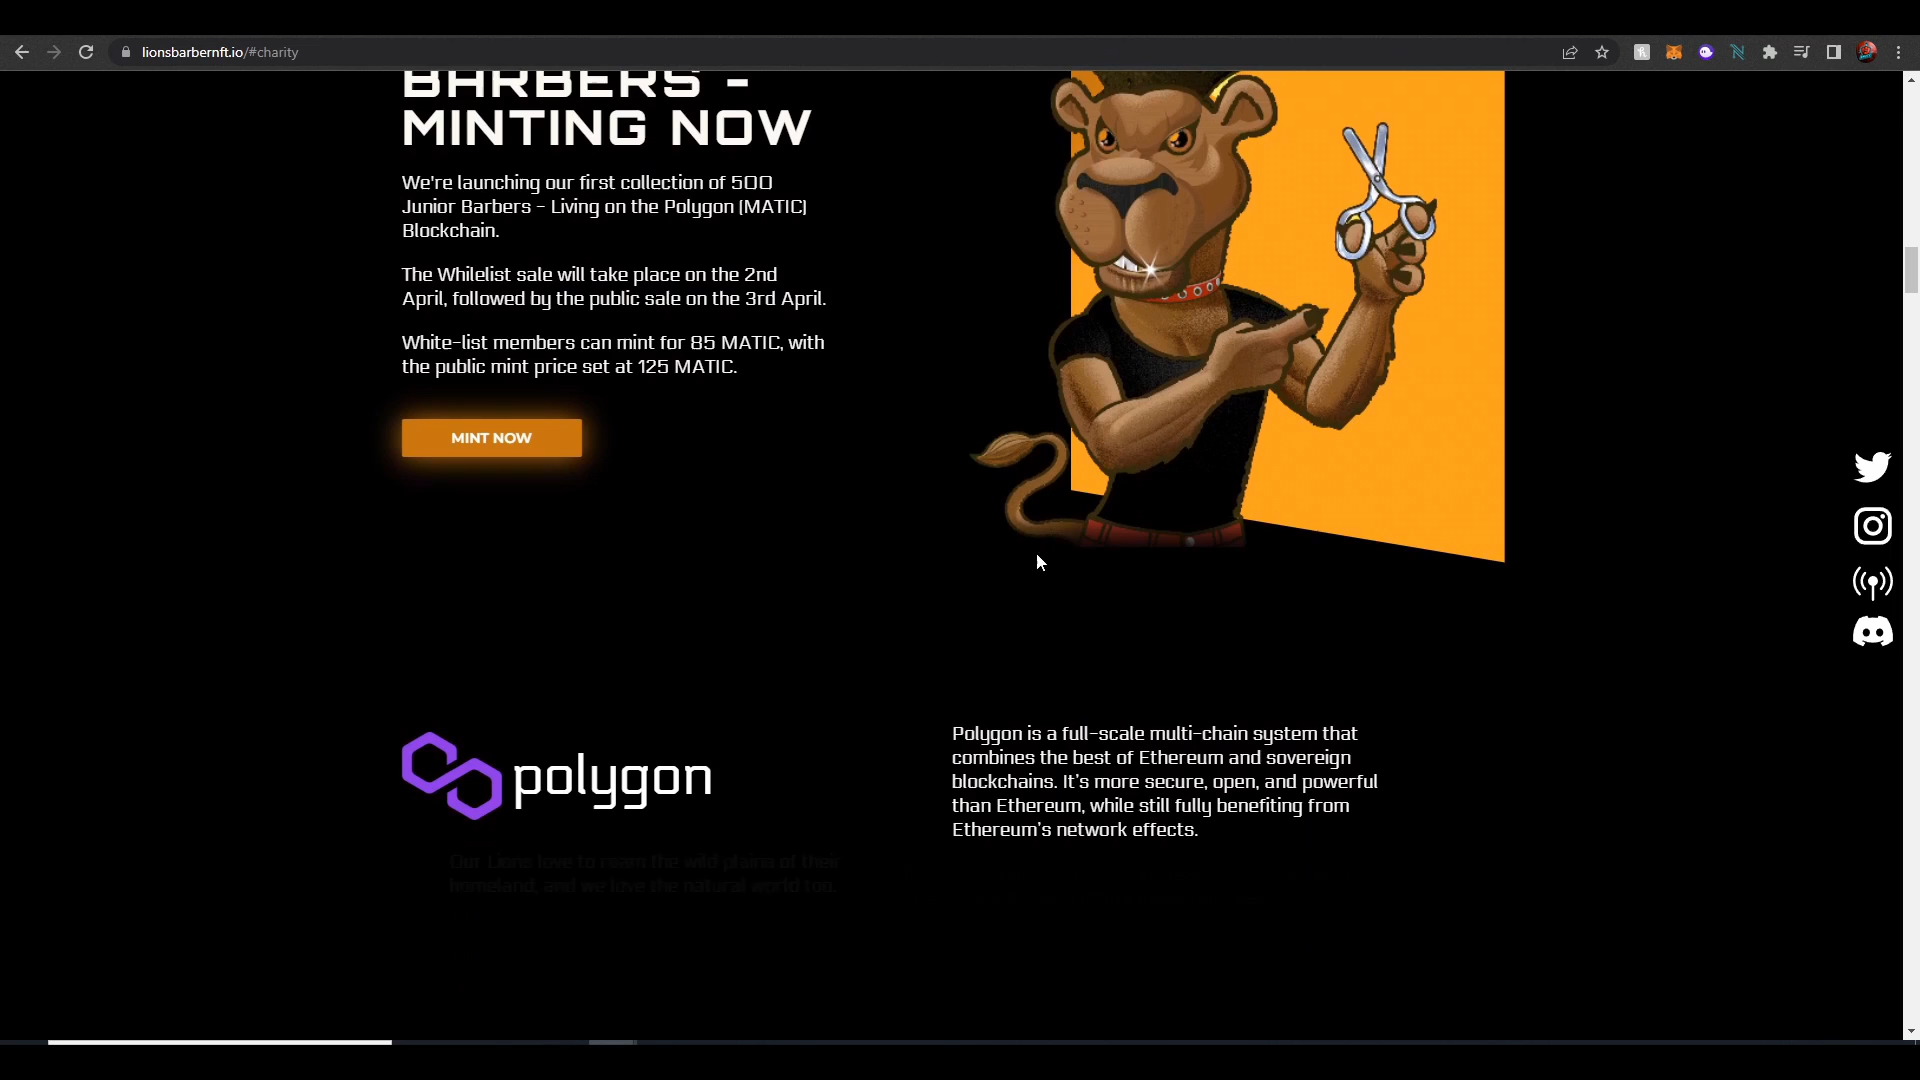 lionsbarbernft.io/#charity
BARBERS -
MINTING NOW
We're launching our first collection of 500
Junior Barbers - Living on the Polygon (MATIC)
Blockchain.
The Whilelist sale will take place on the 2nd
April, followed by the public sale on the 3rd April.
White-list members can mint for 85 MATIC, with
the public mint price set at 125 MATIC.
MINT NOW
polygon
Polygon is a full-scale multi-chain system that
combines the best of Ethereum and sovereign
blockchains. It's more secure, open, and powerful
than Ethereum, while still fully benefiting from
Ethereum's network effects.
Our Lions love to roam the wild plains of their
homeland, and we love the natural world too.